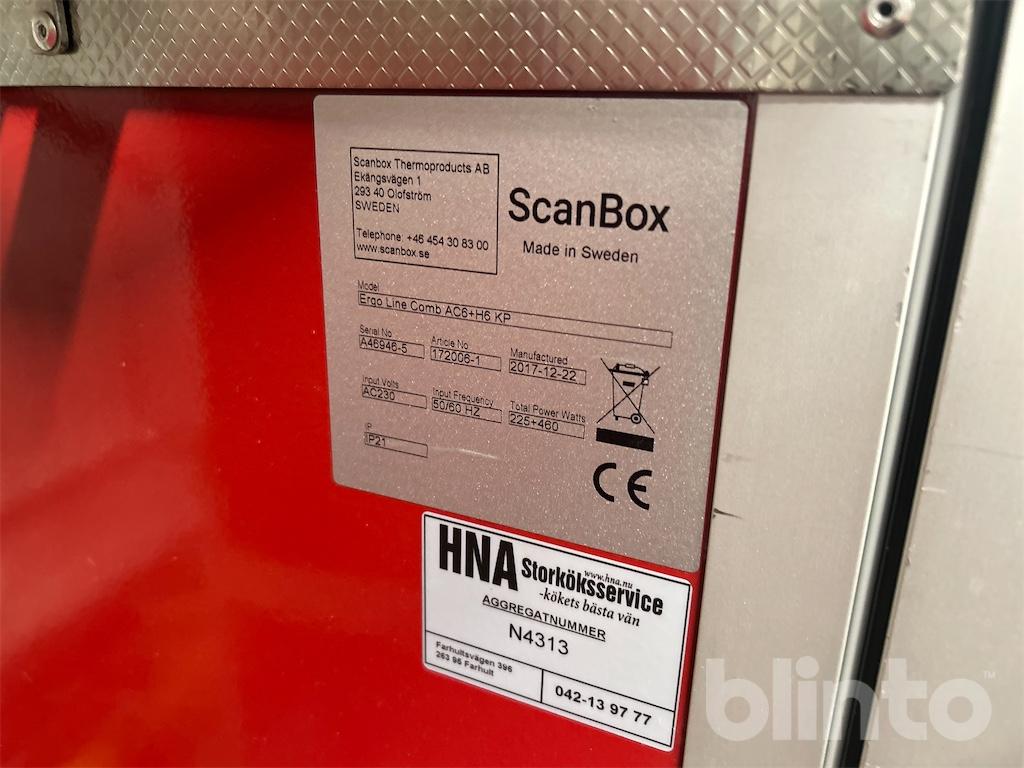 Scanbox Thermoproducts AB
Ekängsvägen 1
293 40 Olofström
SWEDEN
Telephone: +46 454 30 83 00
www.scanbox.se
ScanBox
Made in Sweden
Model
Ergo Line Comb AC6+H6 KP
Serial No
A46946-5
Article No
172006-1
Manufactured
2017-12-22
Input Volts
AC230
Input Frequency
50/60 HZ
Total Power Watts
225+460
IP
IP21
CE
HNA Storköksservice
www.hna.nu
-kökets bästa vän
AGGREGATNUMMER
N4313
Farhultsvägen 396
263 95 Farhult
042-13 97 77
blinto™